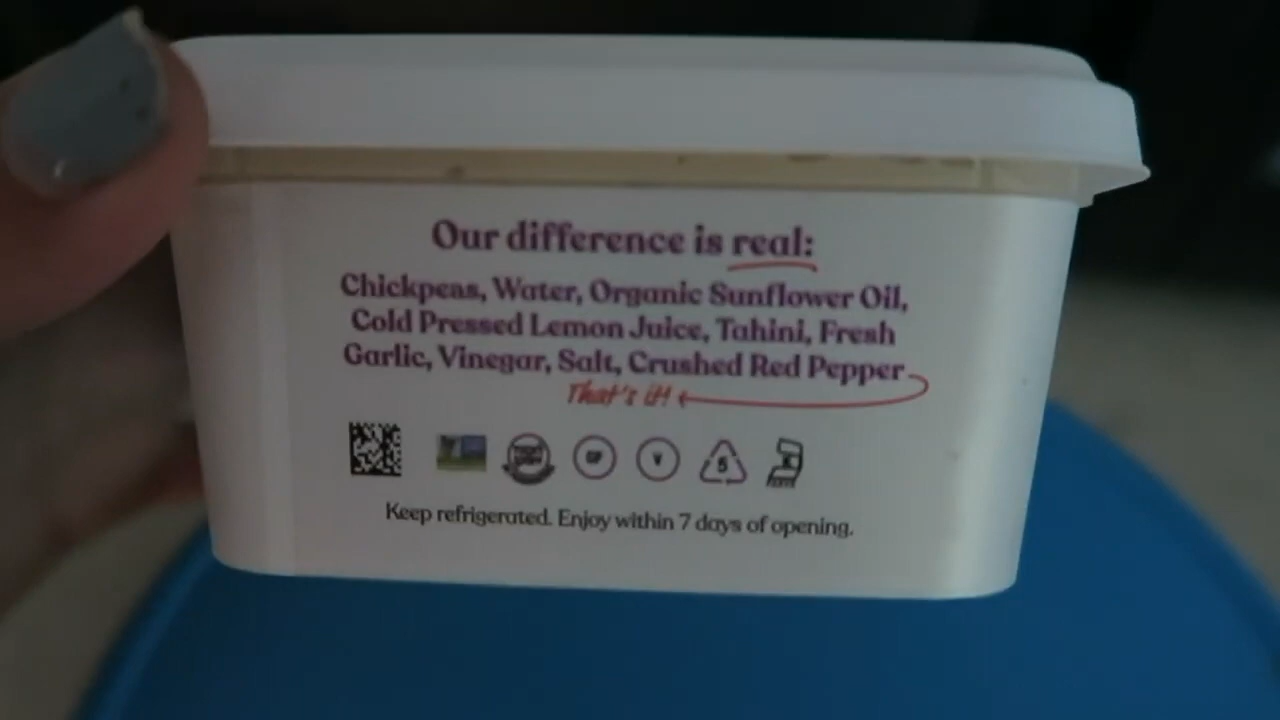 Our difference is real:
Chickpeas, Water, Organic Sunflower Oil,
Cold Pressed Lemon Juice, Tahini, Fresh
Garlic, Vinegar, Salt, Crushed Red Pepper
That's it!
GF
V
5
Keep refrigerated. Enjoy within 7 days of opening.